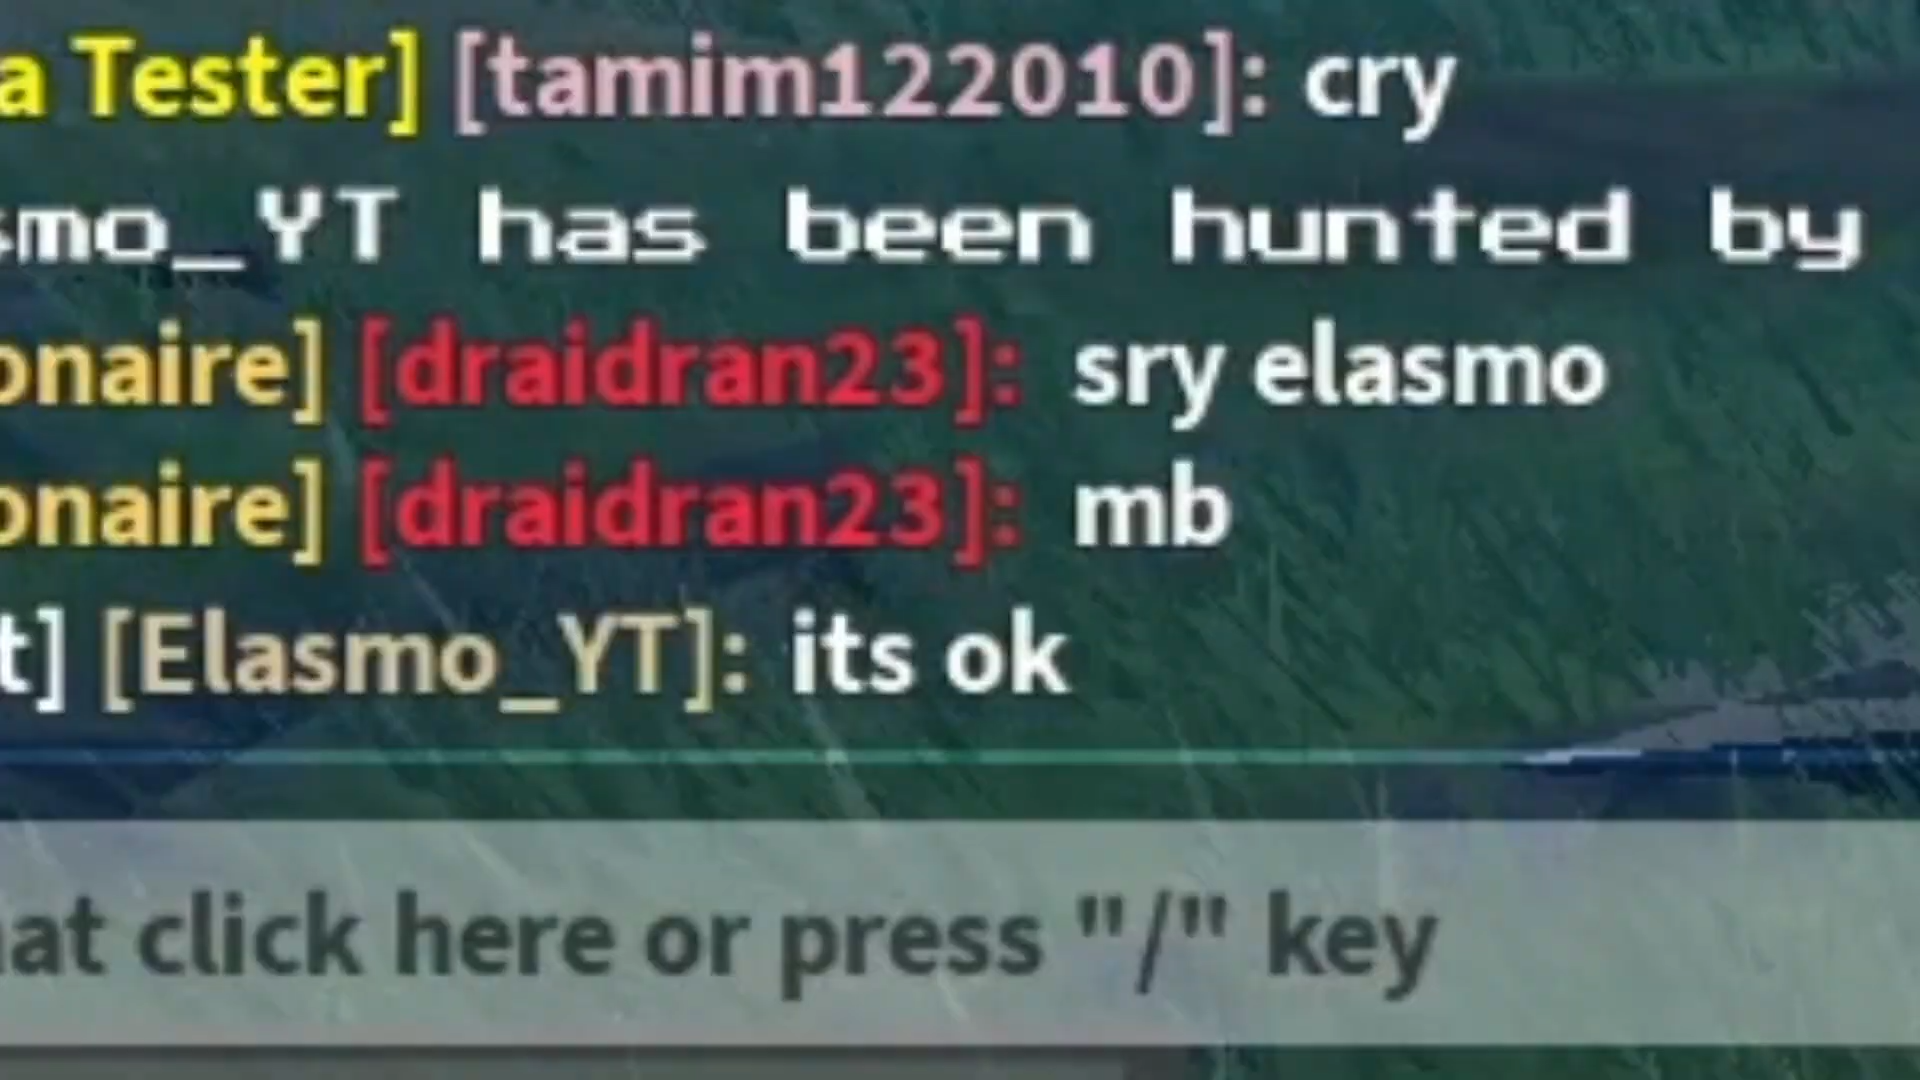 a Tester] [tamim122010]: cry
smo_YT has been hunted by
onaire] [draidran23]: sry elasmo
onaire] [draidran23]: mb
t] [Elasmo_YT]: its ok
hat click here or press "/" key